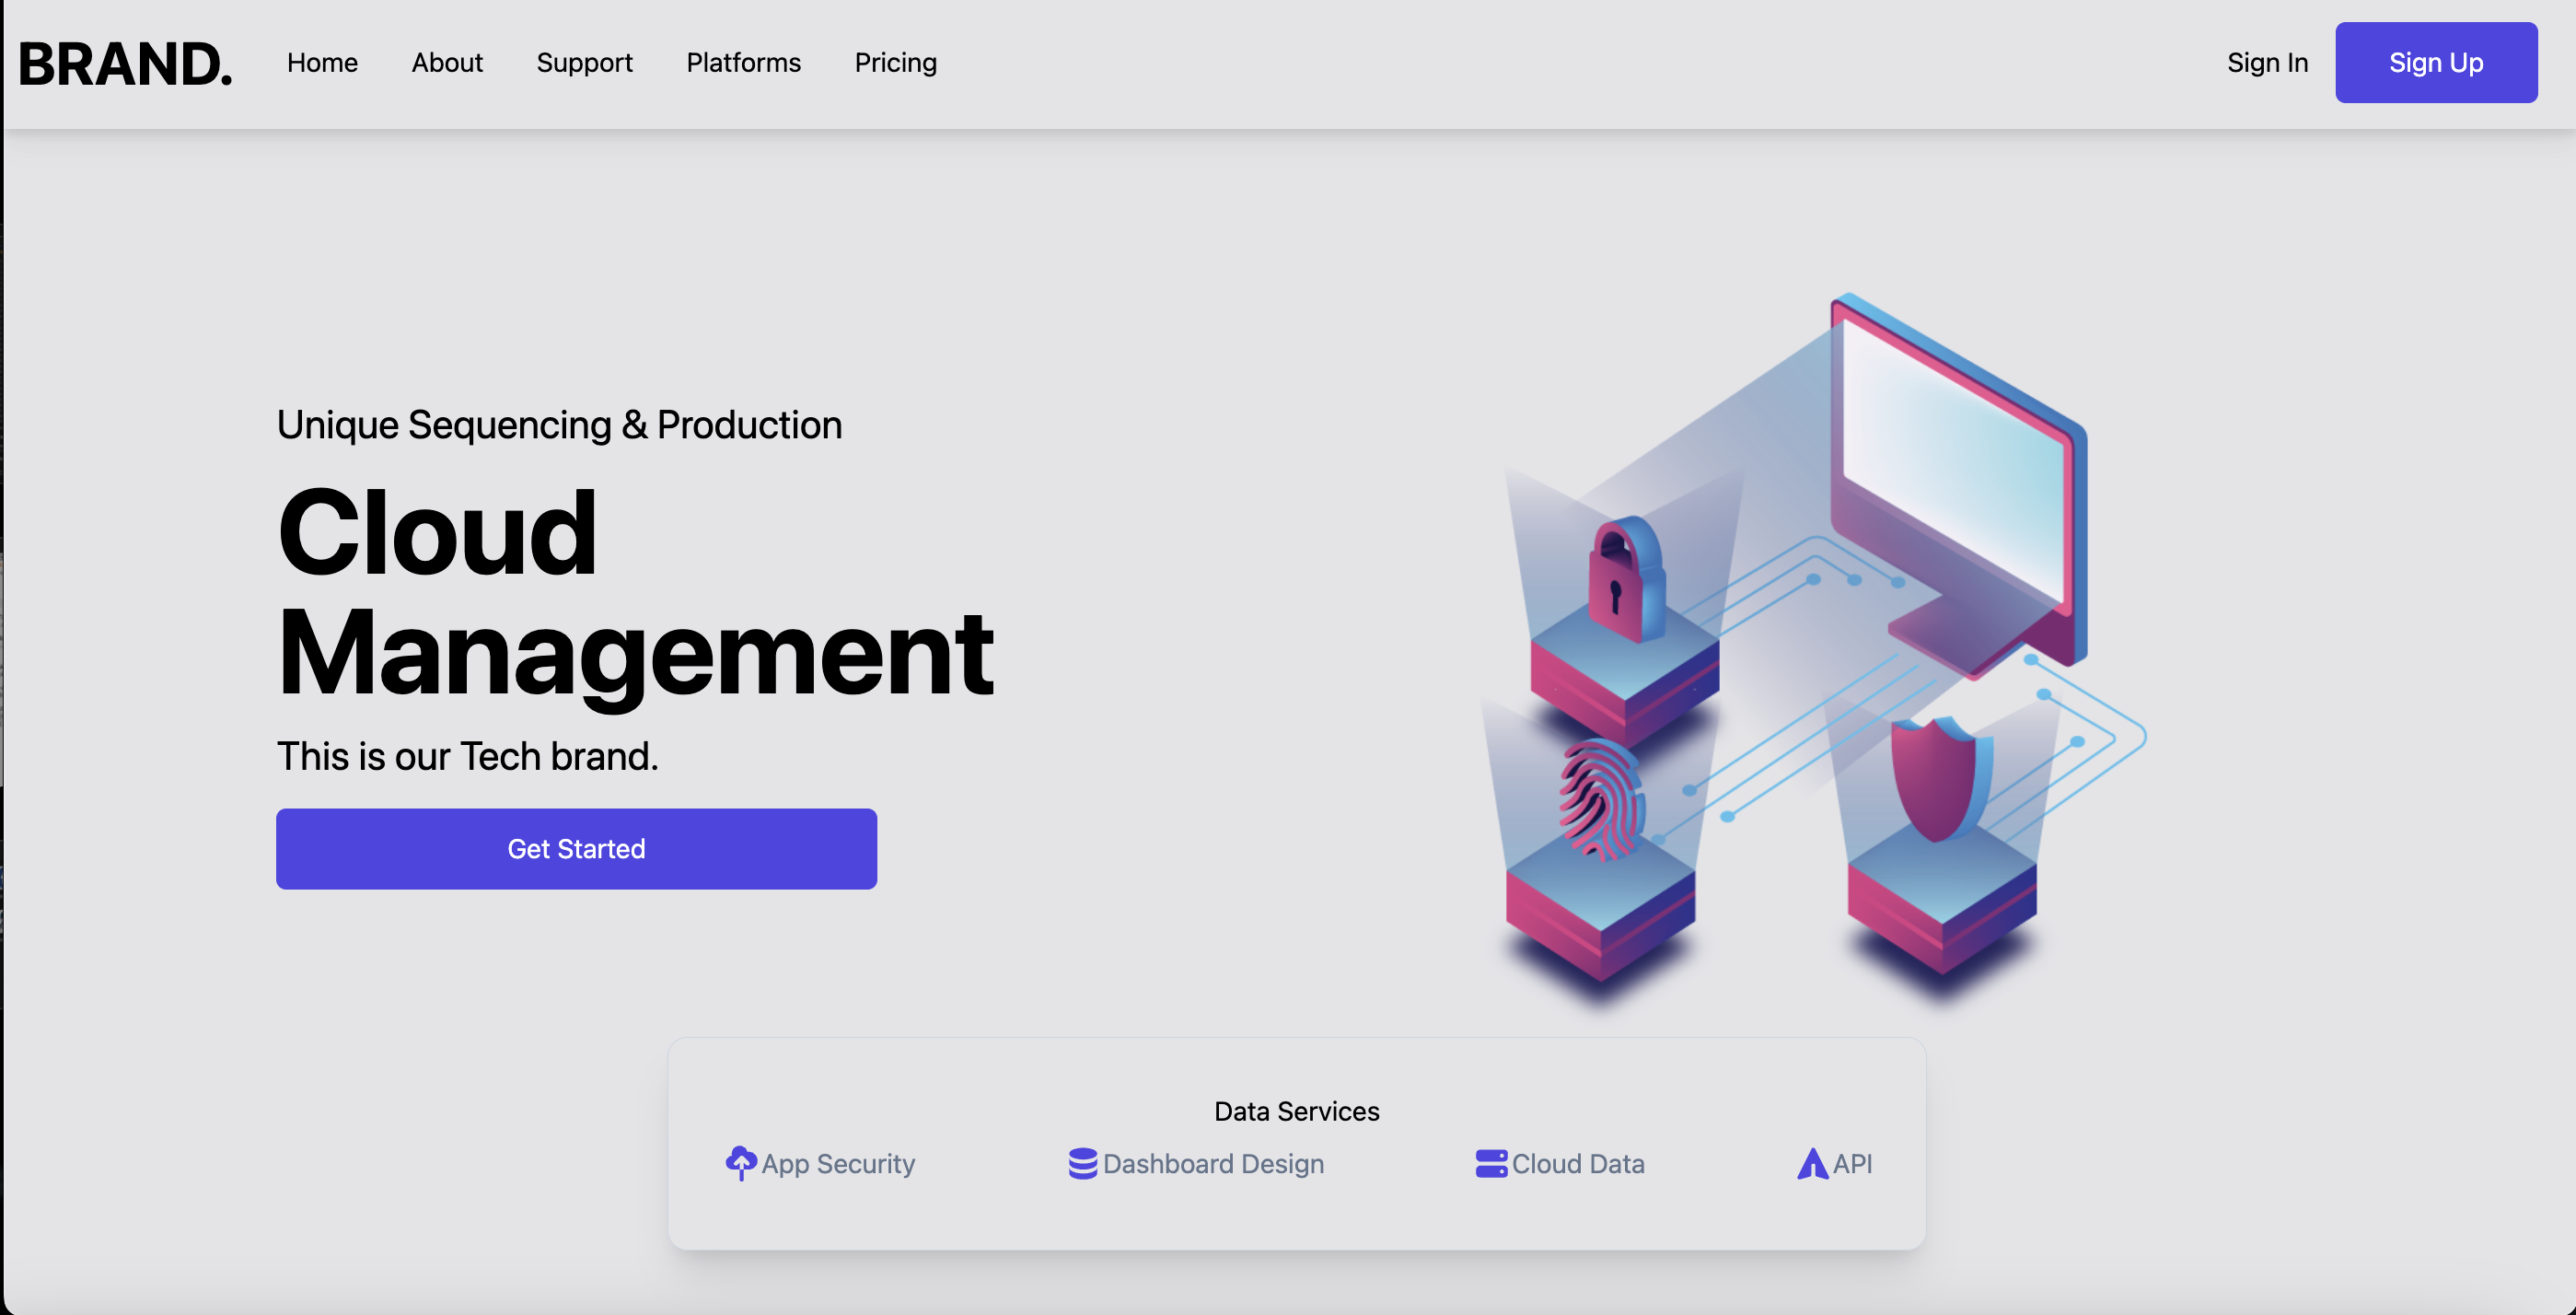 BRAND. Home About Support Platforms Pricing Sign In Sign Up
Unique Sequencing & Production
Cloud
Management
This is our Tech brand.
Get Started
Data Services
App Security Dashboard Design Cloud Data API